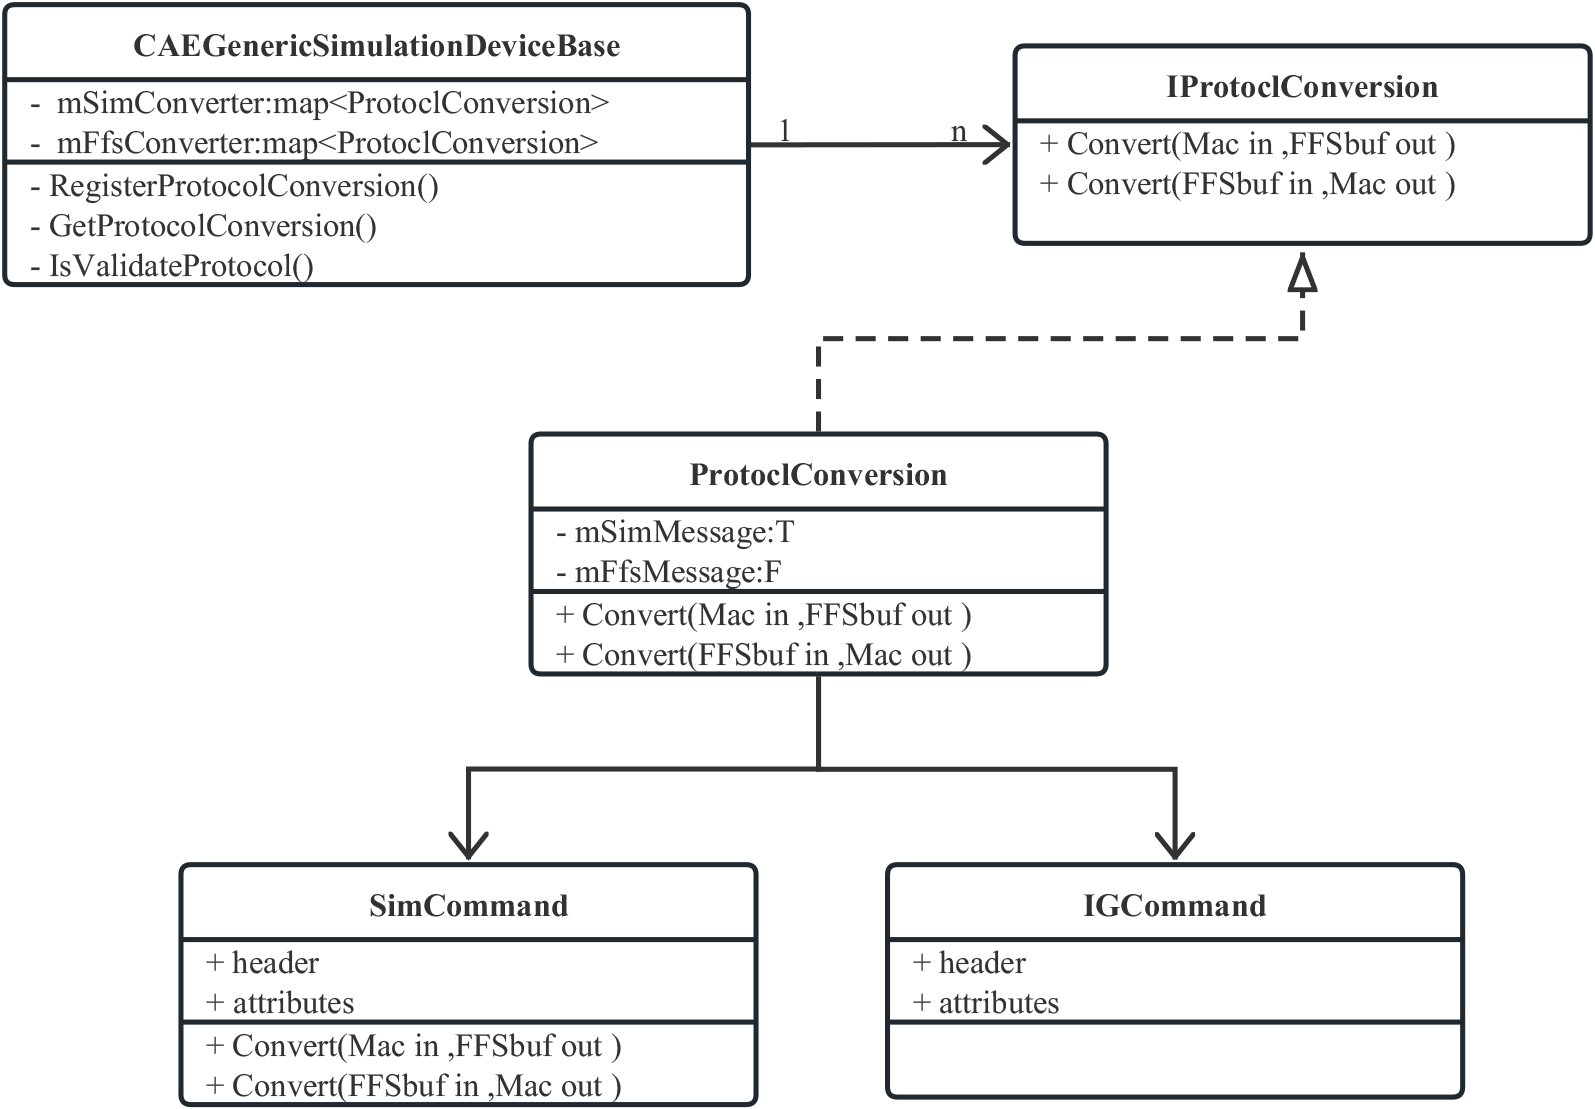 CAEGenericSimulationDeviceBase
- mSimConverter:map<ProtoclConversion>
- mFfsConverter:map<ProtoclConversion>
- RegisterProtocolConversion()
- GetProtocolConversion()
- IsValidateProtocol()
1
n
IProtoclConversion
+ Convert(Mac in ,FFSbuf out )
+ Convert(FFSbuf in ,Mac out )
ProtoclConversion
- mSimMessage:T
- mFfsMessage:F
+ Convert(Mac in ,FFSbuf out )
+ Convert(FFSbuf in ,Mac out )
SimCommand
+ header
+ attributes
+ Convert(Mac in ,FFSbuf out )
+ Convert(FFSbuf in ,Mac out )
IGCommand
+ header
+ attributes